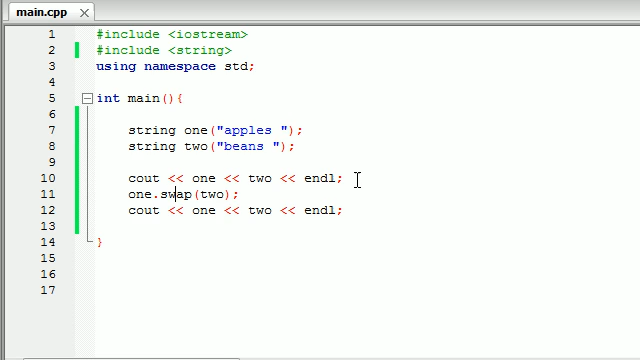 main.cpp
1 #include <iostream>
2 #include <string>
3 using namespace std;
4
5 int main(){
6
7 string one("apples ");
8 string two("beans ");
9
10 cout << one << two << endl;
11 one.swap(two);
12 cout << one << two << endl;
13
14 }
15
16
17